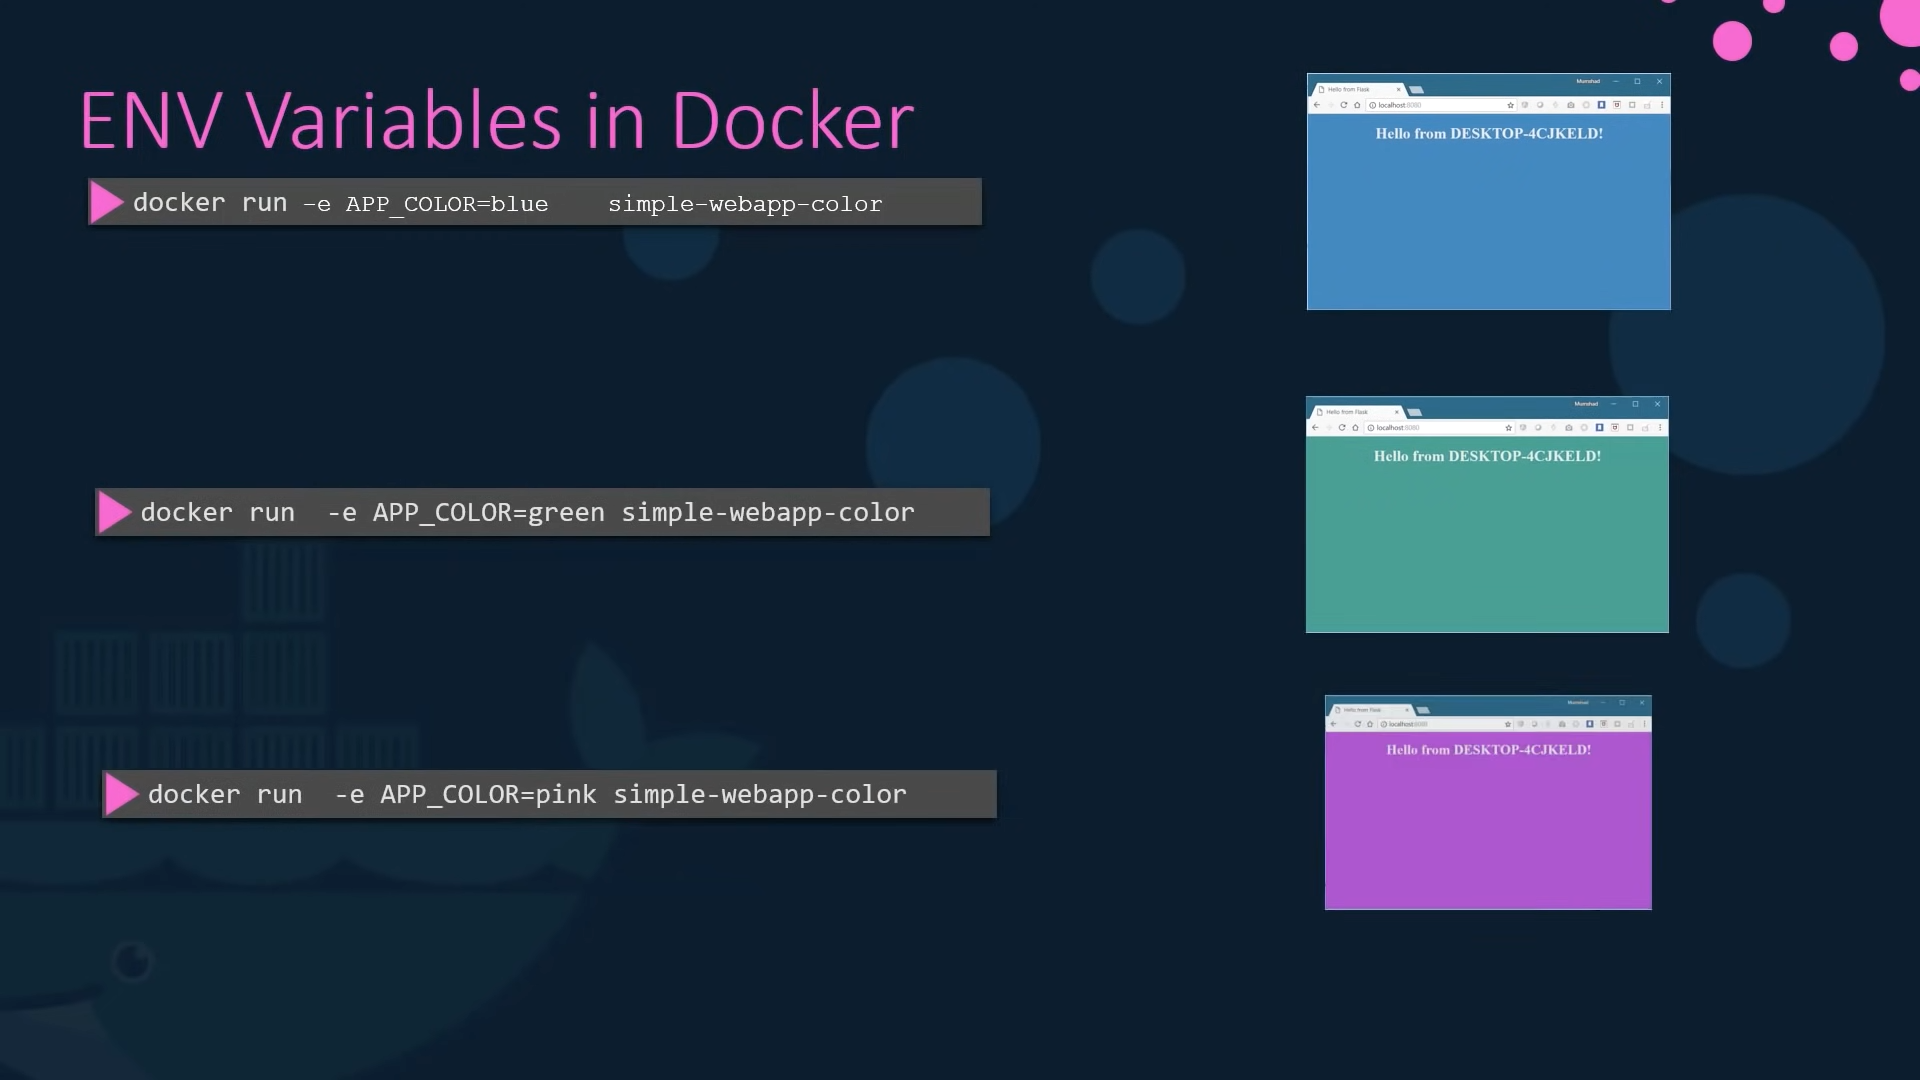 ENV Variables in Docker
docker run -e APP_COLOR=blue simple-webapp-color
Mumshad
Hello from Flask
localhost:8080
Hello from DESKTOP-4CJKELD!
docker run -e APP_COLOR=green simple-webapp-color
Mumshad
Hello from Flask
localhost:8080
Hello from DESKTOP-4CJKELD!
docker run -e APP_COLOR=pink simple-webapp-color
Mumshad
Hello from Flask
localhost:8080
Hello from DESKTOP-4CJKELD!